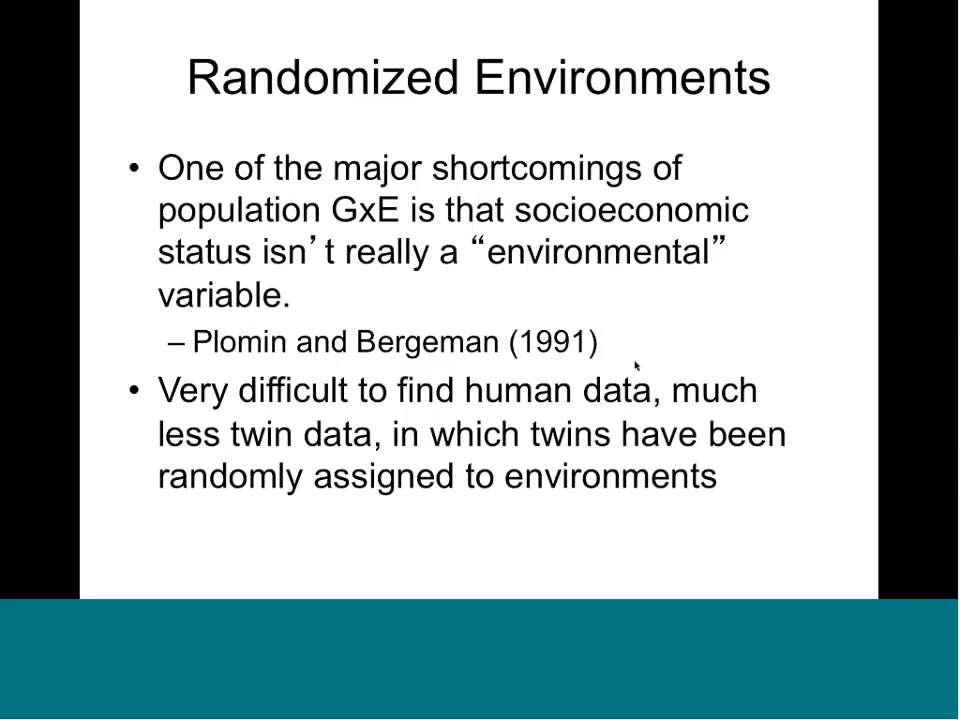 Randomized Environments
• One of the major shortcomings of
population GxE is that socioeconomic
status isn’t really a “environmental”
variable.
– Plomin and Bergeman (1991)
• Very difficult to find human data, much
less twin data, in which twins have been
randomly assigned to environments